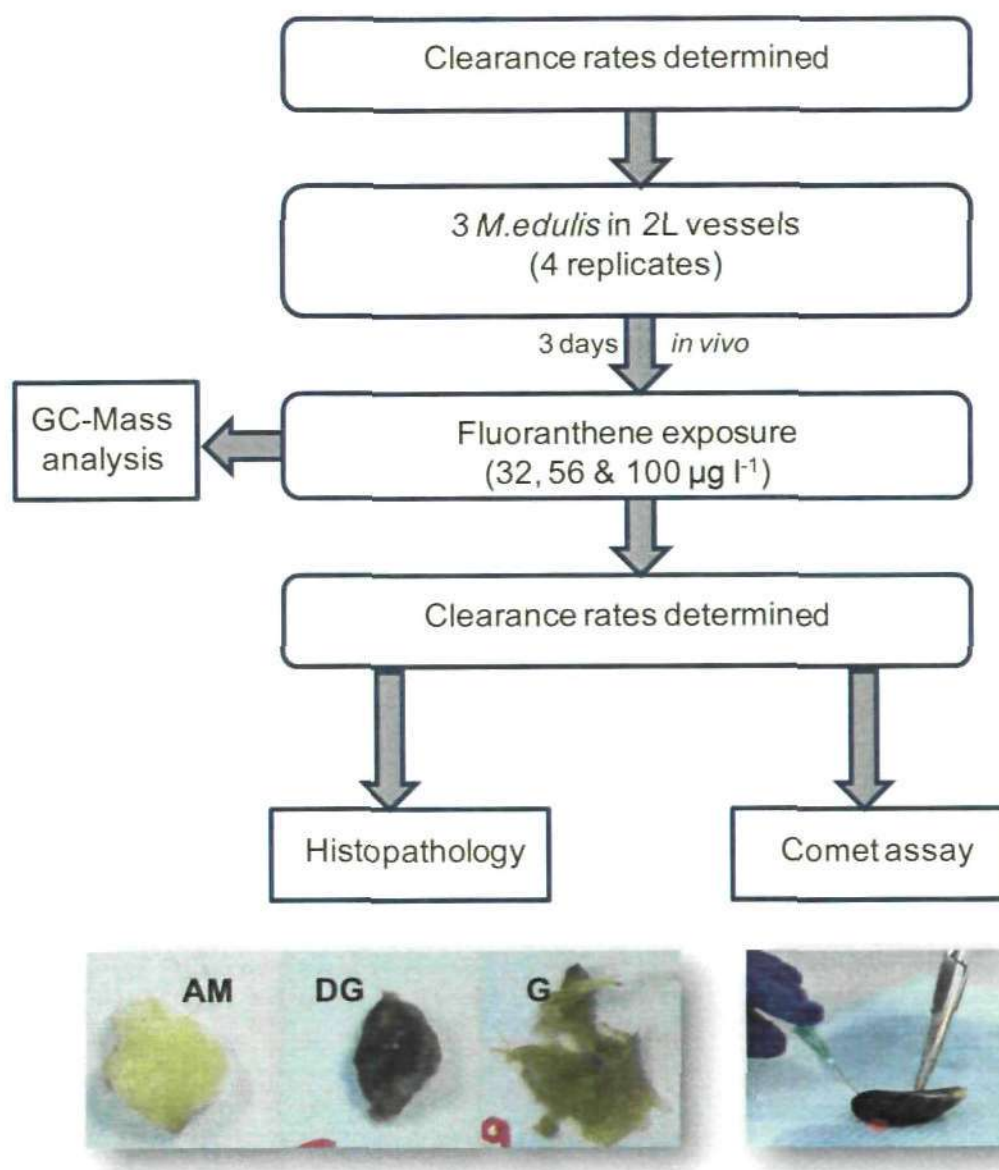 Clearance rates determined
3 M.edulis in 2L vessels
(4 replicates)
3 days in vivo
GC-Mass
analysis
Fluoranthene exposure
(32, 56 & 100 µg l⁻¹)
Clearance rates determined
Histopathology
Comet assay
AM DG G